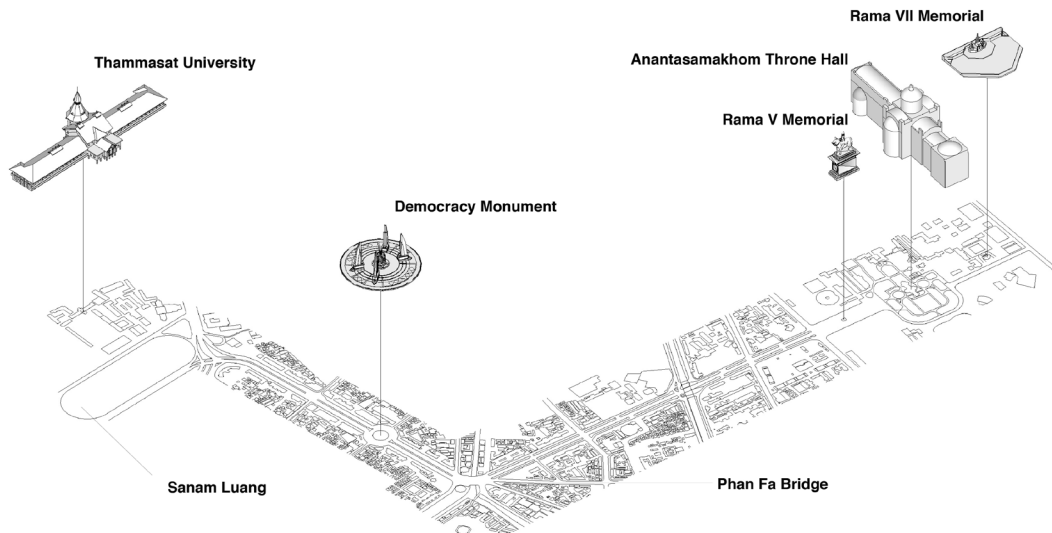 Rama VII Memorial
Thammasat University
Anantasamakhom Throne Hall
Rama V Memorial
Democracy Monument
Sanam Luang
Phan Fa Bridge